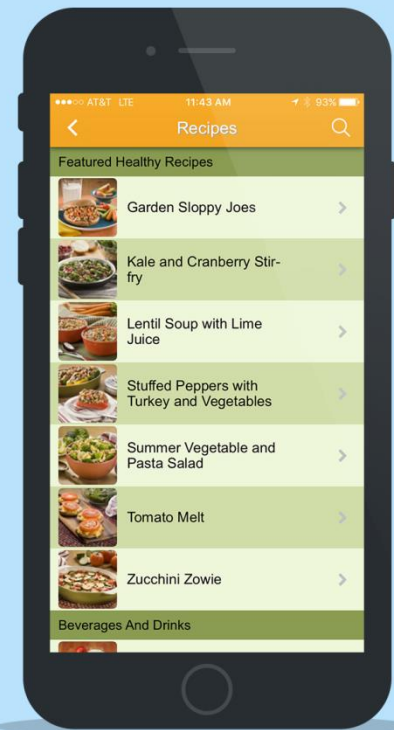 AT&T LTE 11:43 AM 93%
Recipes
Featured Healthy Recipes
Garden Sloppy Joes
Kale and Cranberry Stir-
fry
Lentil Soup with Lime
Juice
Stuffed Peppers with
Turkey and Vegetables
Summer Vegetable and
Pasta Salad
Tomato Melt
Zucchini Zowie
Beverages And Drinks